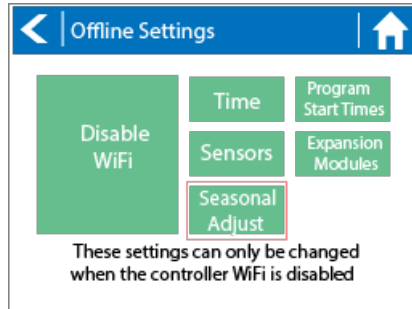 Offline Settings
Disable
WiFi
Time
Program
Start Times
Sensors
Expansion
Modules
Seasonal
Adjust
These settings can only be changed
when the controller WiFi is disabled